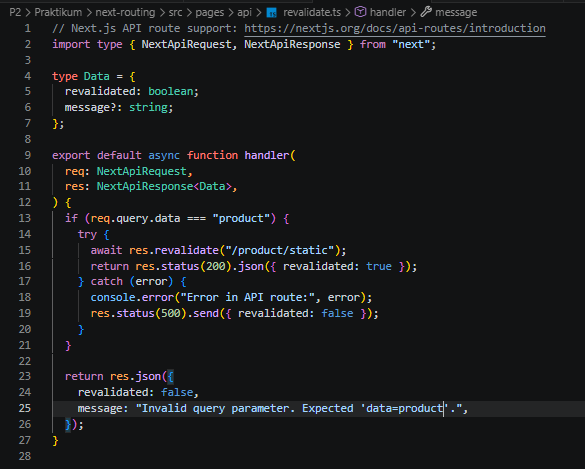 P2 > Praktikum > next-routing > src > pages > api > revalidate.ts > handler > message
1 // Next.js API route support: https://nextjs.org/docs/api-routes/introduction
2 import type { NextApiRequest, NextApiResponse } from "next";
3
4 type Data = {
5   revalidated: boolean;
6   message?: string;
7 };
8
9 export default async function handler(
10   req: NextApiRequest,
11   res: NextApiResponse<Data>,
12 ) {
13   if (req.query.data === "product") {
14     try {
15       await res.revalidate("/product/static");
16       return res.status(200).json({ revalidated: true });
17     } catch (error) {
18       console.error("Error in API route:", error);
19       res.status(500).send({ revalidated: false });
20     }
21   }
22
23   return res.json({
24     revalidated: false,
25     message: "Invalid query parameter. Expected 'data=product'.",
26   });
27 }
28